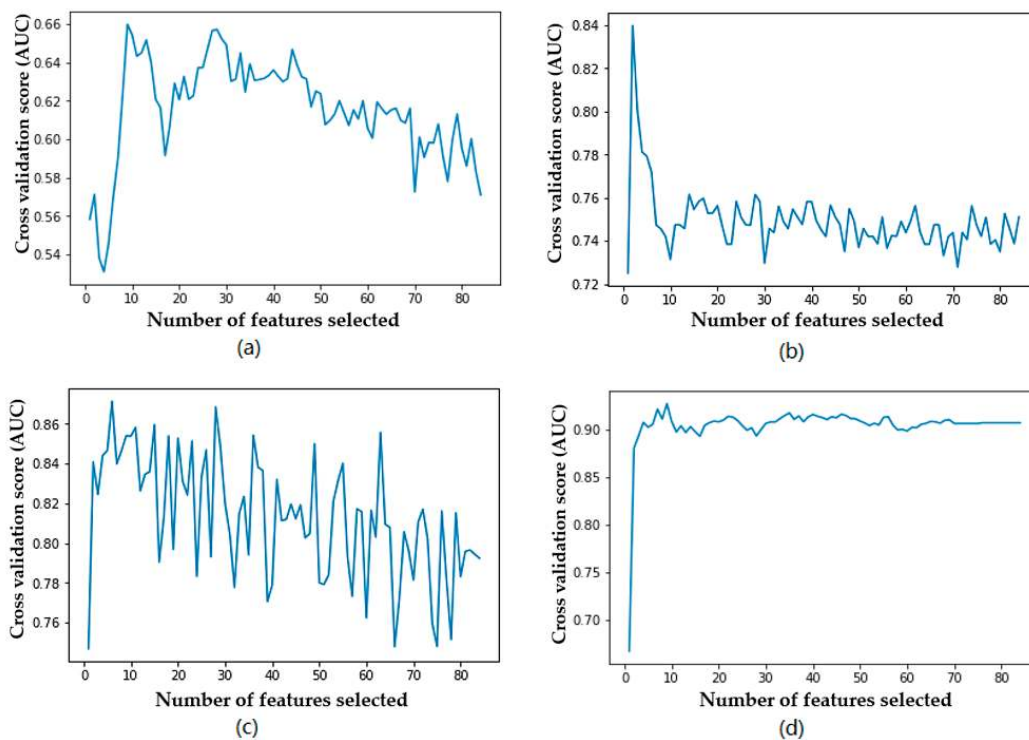 Cross validation score (AUC)
0.66
0.64
0.62
0.60
0.58
0.56
0.54
0 10 20 30 40 50 60 70 80
Number of features selected
(a)
Cross validation score (AUC)
0.84
0.82
0.80
0.78
0.76
0.74
0.72
0 10 20 30 40 50 60 70 80
Number of features selected
(b)
Cross validation score (AUC)
0.86
0.84
0.82
0.80
0.78
0.76
0 10 20 30 40 50 60 70 80
Number of features selected
(c)
Cross validation score (AUC)
0.90
0.85
0.80
0.75
0.70
0 10 20 30 40 50 60 70 80
Number of features selected
(d)